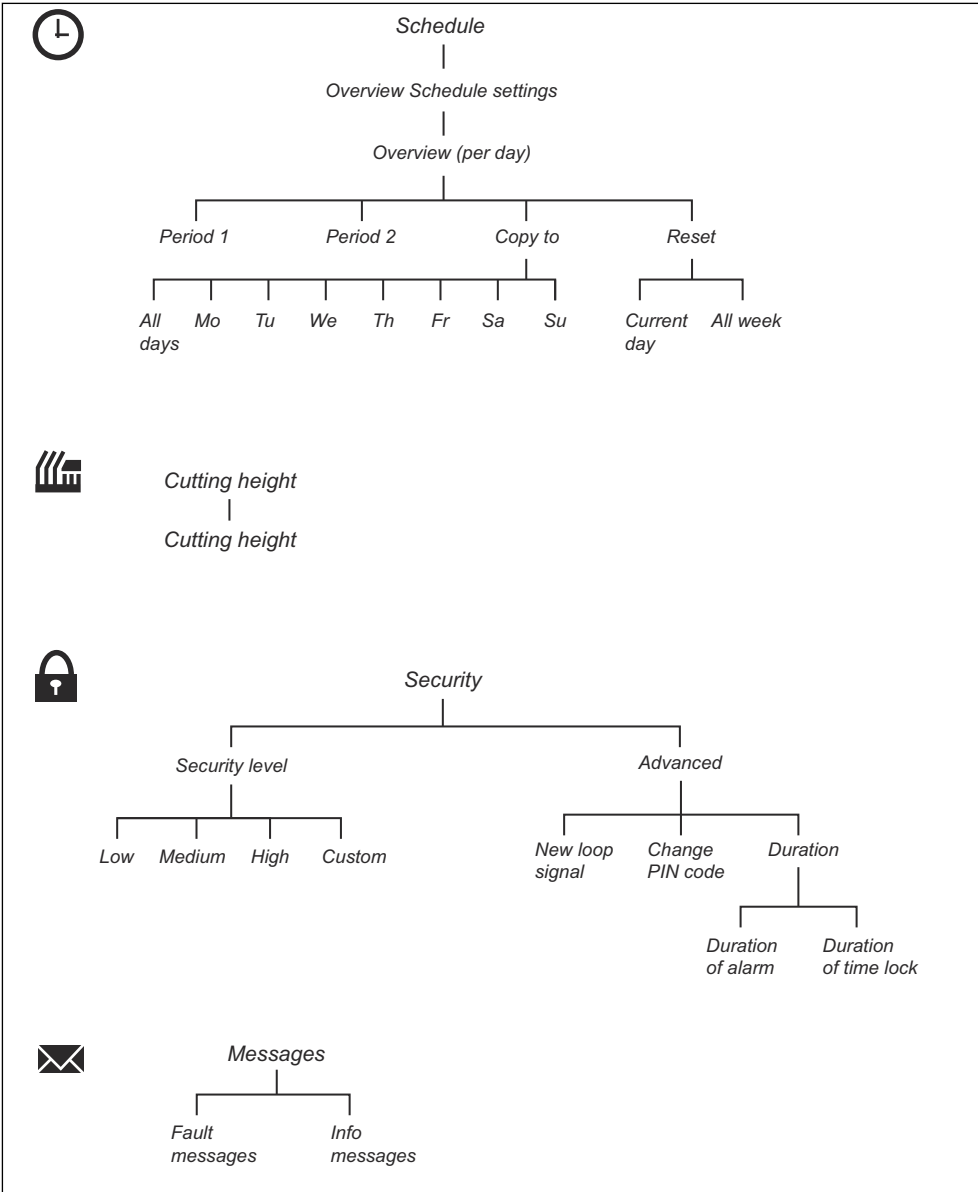 Schedule
Overview Schedule settings
Overview (per day)
Period 1
Period 2
Copy to
Reset
All
days
Mo
Tu
We
Th
Fr
Sa
Su
Current
day
All week
Cutting height
Cutting height
Security
Security level
Advanced
Low
Medium
High
Custom
New loop
signal
Change
PIN code
Duration
Duration
of alarm
Duration
of time lock
Messages
Fault
messages
Info
messages